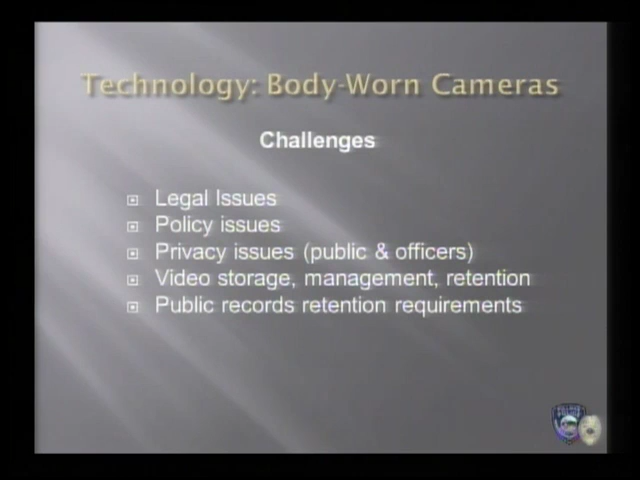 Technology: Body-Worn Cameras
Challenges
Legal Issues
Policy issues
Privacy issues (public & officers)
Video storage, management, retention
Public records retention requirements